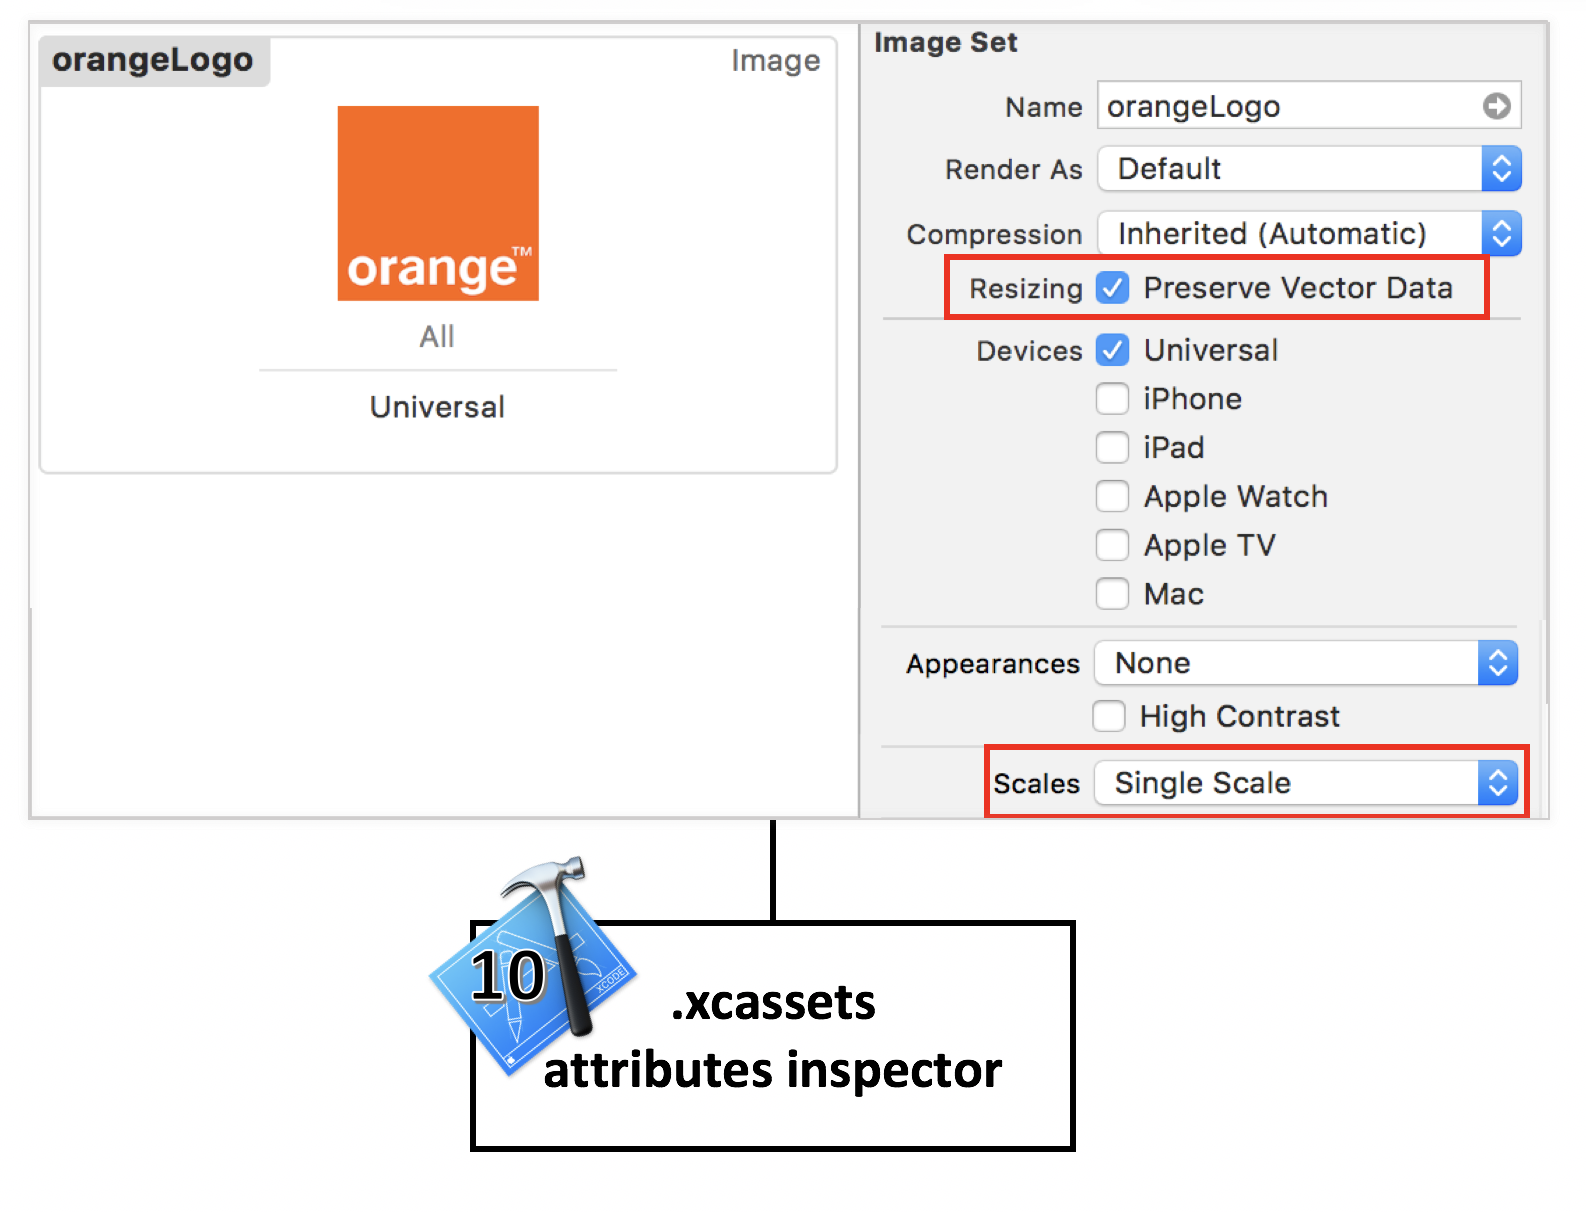 orangeLogo
Image
orange™
All
Universal
Image Set
Name orangeLogo
Render As Default
Compression Inherited (Automatic)
Resizing Preserve Vector Data
Devices Universal
iPhone
iPad
Apple Watch
Apple TV
Mac
Appearances None
High Contrast
Scales Single Scale
10
XCODE
.xcassets
attributes inspector